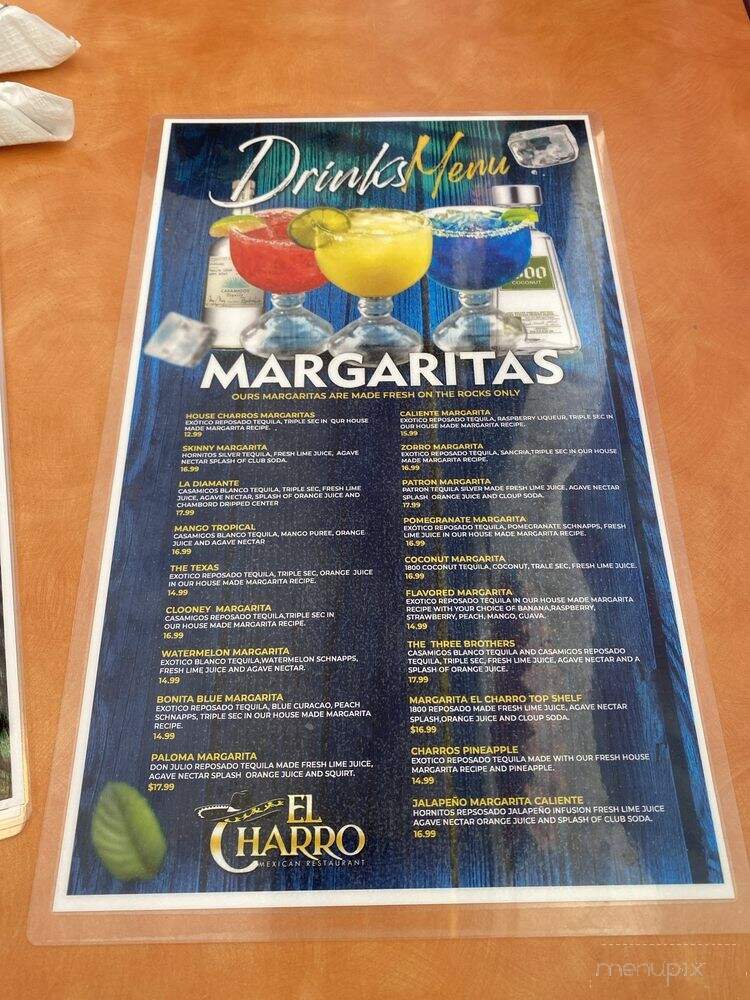 Drinks Menu
CASAMIGOS
Tequila
800
COCONUT
MARGARITAS
OURS MARGARITAS ARE MADE FRESH ON THE ROCKS ONLY
HOUSE CHARROS MARGARITAS
EXÓTICO REPOSADO TEQUILA, TRIPLE SEC IN OUR HOUSE
MADE MARGARITA RECIPE.
12.99
SKINNY MARGARITA
HORNITOS SILVER TEQUILA, FRESH LIME JUICE, AGAVE
NECTAR SPLASH OF CLUB SODA.
16.99
LA DIAMANTE
CASAMIGOS BLANCO TEQUILA, TRIPLE SEC, FRESH LIME
JUICE, AGAVE NECTAR, SPLASH OF ORANGE JUICE AND
CHAMBORD DRIPPED CENTER
17.99
MANGO TROPICAL
CASAMIGOS BLANCO TEQUILA, MANGO PUREE, ORANGE
JUICE AND AGAVE NECTAR
16.99
THE TEXAS
EXOTICO REPOSADO TEQUILA, TRIPLE SEC, ORANGE JUICE
IN OUR HOUSE MADE MARGARITA RECIPE.
14.99
CLOONEY MARGARITA
CASAMIGOS REPOSADO TEQUILA,TRIPLE SEC IN
OUR HOUSE MADE MARGARITA RECIPE.
16.99
WATERMELON MARGARITA
EXOTICO BLANCO TEQUILA,WATERMELON SCHNAPPS,
FRESH LIME JUICE AND AGAVE NECTAR.
14.99
BONITA BLUE MARGARITA
EXOTICO REPOSADO TEQUILA, BLUE CURACAO, PEACH
SCHNAPPS, TRIPLE SEC IN OUR HOUSE MADE MARGARITA
RECIPE.
14.99
PALOMA MARGARITA
DON JULIO REPOSADO TEQUILA MADE FRESH LIME JUICE,
AGAVE NECTAR SPLASH ORANGE JUICE AND SQUIRT.
$17.99
CALIENTE MARGARITA
EXOTICO REPOSADO TEQUILA, RASPBERRY LIQUEUR, TRIPLE SEC IN
OUR HOUSE MADE MARGARITA RECIPE.
15.99
ZORRO MARGARITA
EXOTICO REPOSADO TEQUILA, SANCRIA,TRIPLE SEC IN OUR HOUSE
MADE MARGARITA RECIPE.
16.99
PATRON MARGARITA
PATRON TEQUILA SILVER MADE FRESH LIME JUICE, AGAVE NECTAR
SPLASH ORANGE JUICE AND CLOUP SODA.
17.99
POMEGRANATE MARGARITA
EXÓTICO REPOSADO TEQUILA, POMEGRANATE SCHNAPPS, FRESH
LIME JUICE IN OUR HOUSE MADE MARGARITA RECIPE.
16.99
COCONUT MARGARITA
1800 COCONUT TEQUILA, COCONUT, TRALE SEC, FRESH LIME JUICE.
16.99
FLAVORED MARGARITA
EXOTICO REPOSADO TEQUILA IN OUR HOUSE MADE MARGARITA
RECIPE WITH YOUR CHOICE OF BANANA,RASPBERRY,
STRAWBERRY, PEACH, MANGO, GUAVA.
14.99
THE THREE BROTHERS
CASAMIGOS BLANCO TEQUILA AND CASAMIGOS REPOSADO
TEQUILA, TRIPLE SEC, FRESH LIME JUICE, AGAVE NECTAR AND A
SPLASH OF ORANGE JUICE.
17.99
MARGARITA EL CHARRO TOP SHELF
1800 REPOSADO MADE FRESH LIME JUICE, AGAVE NECTAR
SPLASH,ORANGE JUICE AND CLOUP SODA.
$16.99
CHARROS PINEAPPLE
EXOTICO REPOSADO TEQUILA MADE WITH OUR FRESH HOUSE
MARGARITA RECIPE AND PINEAPPLE.
14.99
JALAPEÑO MARGARITA CALIENTE
HORNITOS REPSOSADO JALAPEÑO INFUSION FRESH LIME JUICE
AGAVE NECTAR ORANGE JUICE AND SPLASH OF CLUB SODA.
16.99
EL
CHARRO
MEXICAN RESTAURANT
menupix